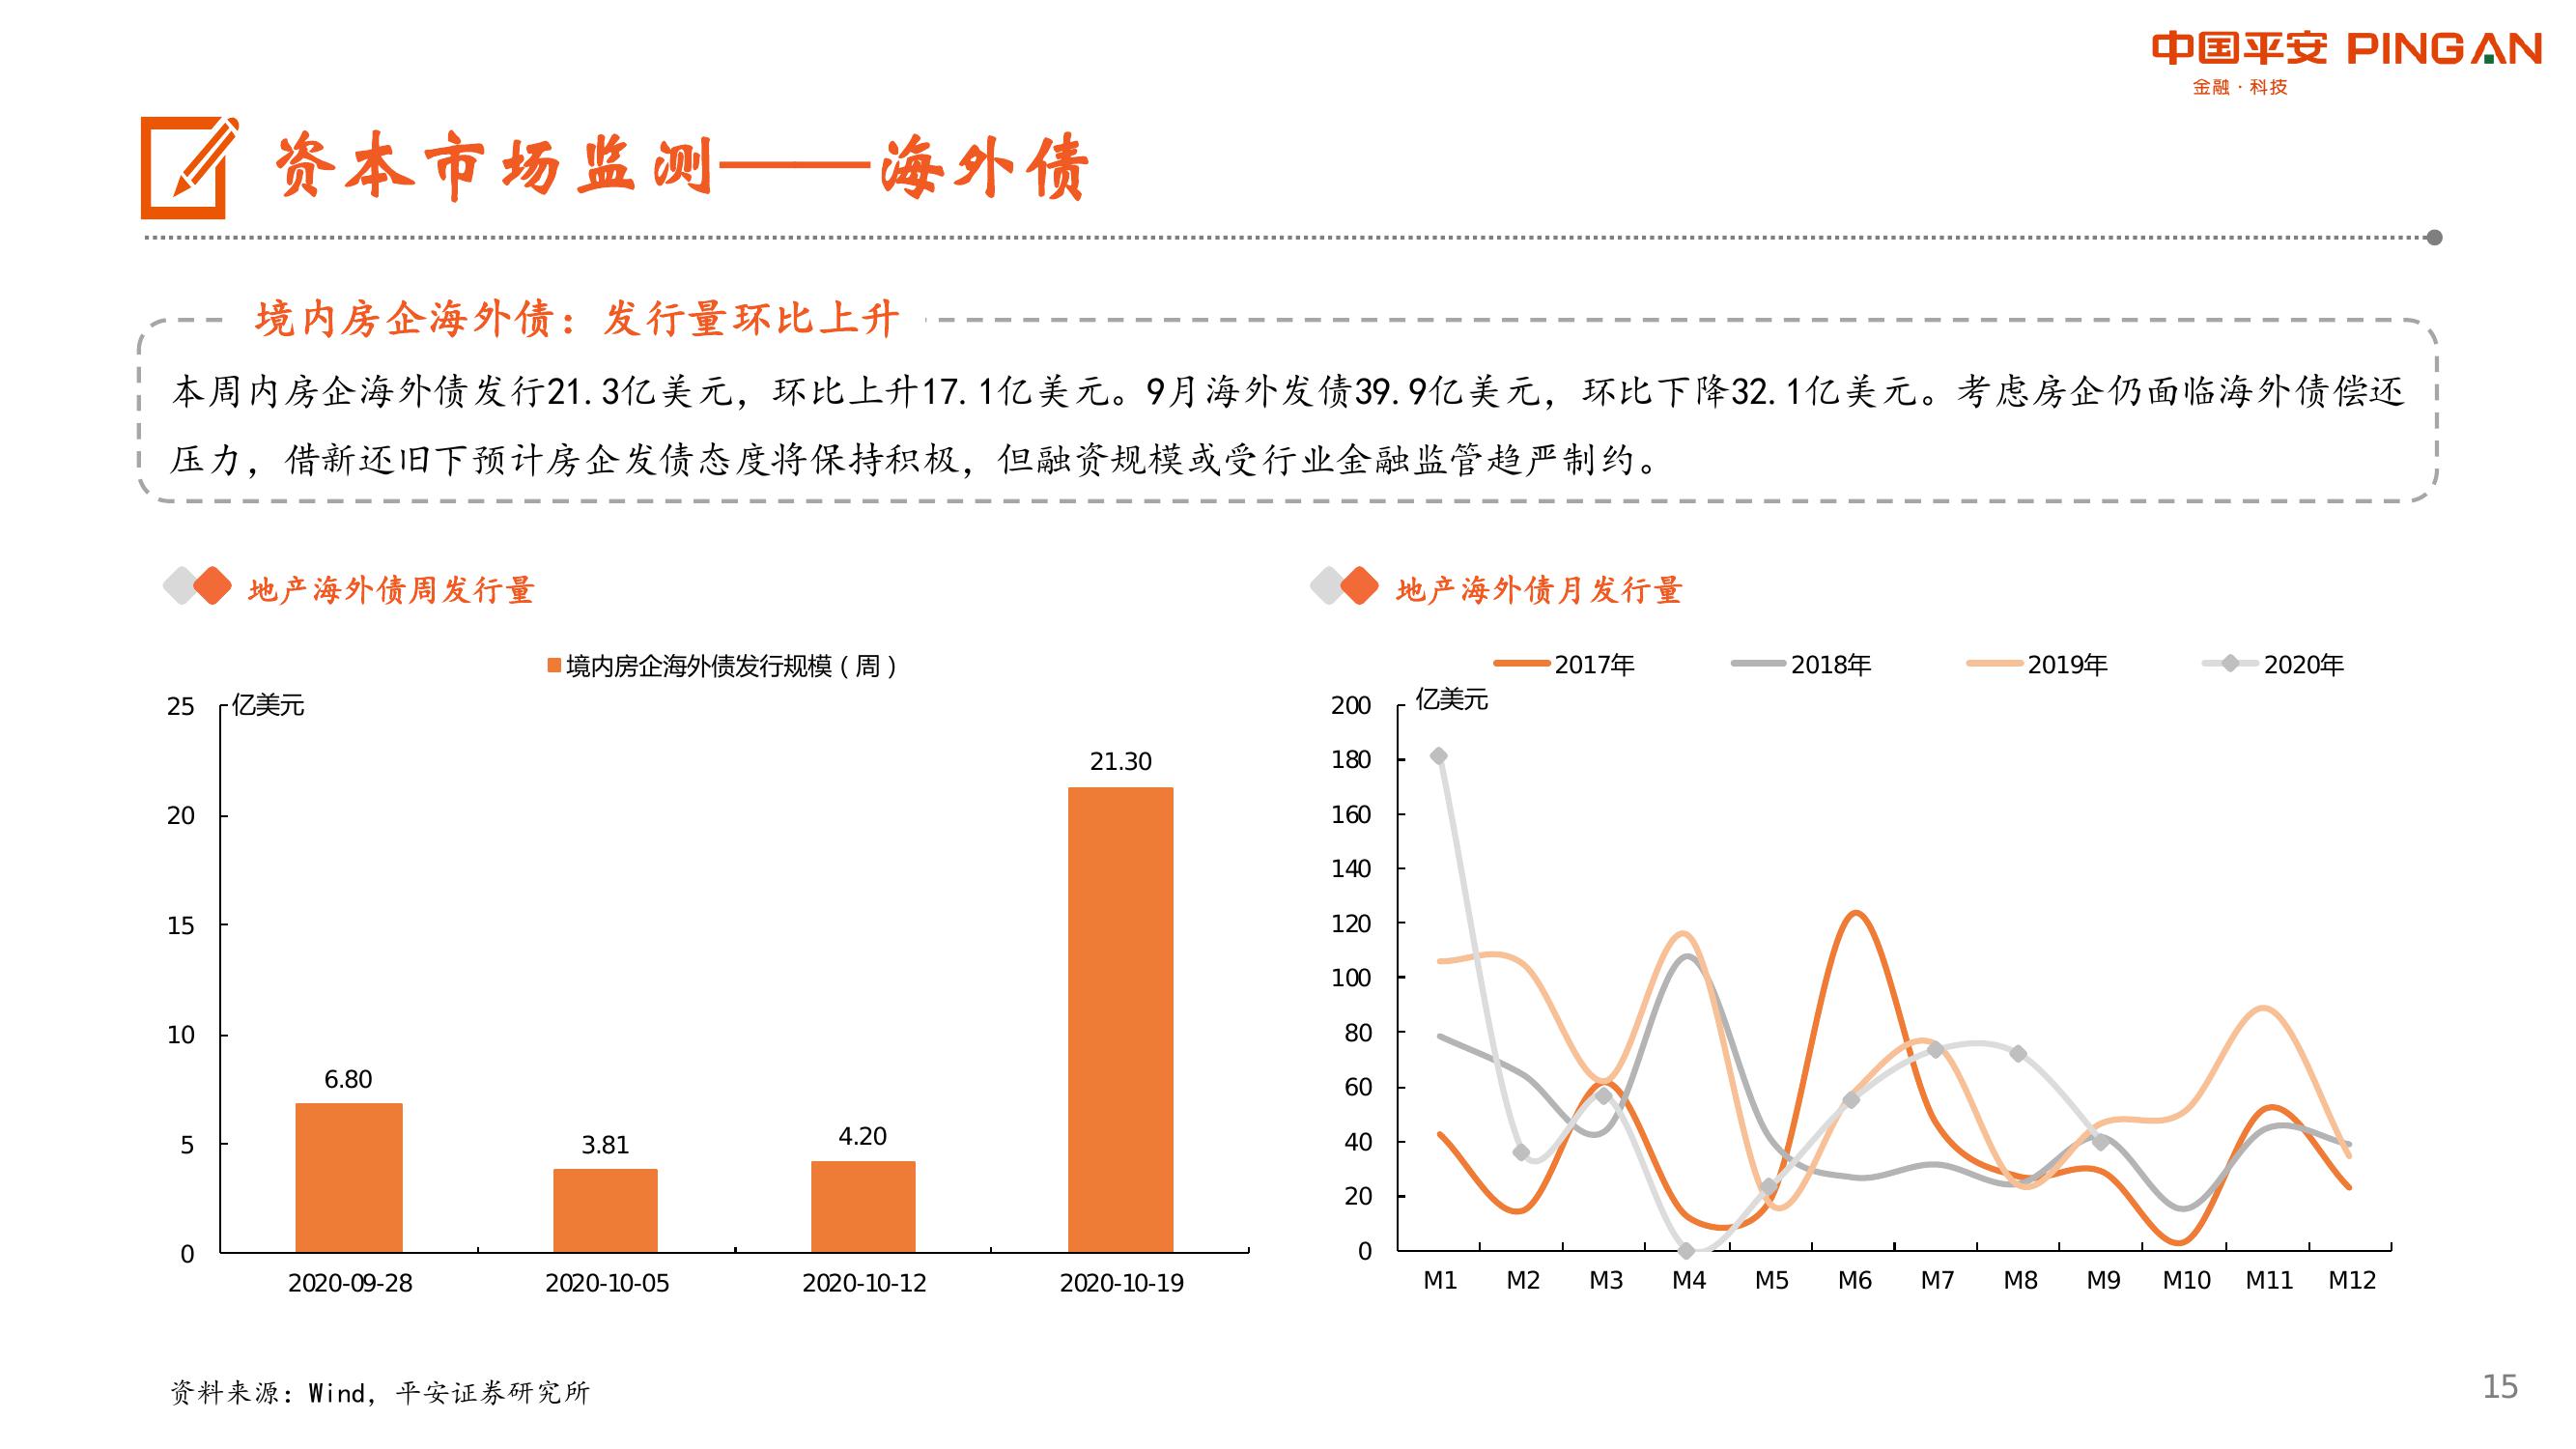 中国平安 PINGAN
金融·科技
资本市场监测——海外债
境内房企海外债：发行量环比上升
本周内房企海外债发行21.3亿美元，环比上升17.1亿美元。9月海外发债39.9亿美元，环比下降32.1亿美元。考虑房企仍面临海外债偿还
压力，借新还旧下预计房企发债态度将保持积极，但融资规模或受行业金融监管趋严制约。
地产海外债周发行量
境内房企海外债发行规模（周）
亿美元
25
20
15
10
5
0
6.80
3.81
4.20
21.30
2020-09-28 2020-10-05 2020-10-12 2020-10-19
地产海外债月发行量
2017年 2018年 2019年 2020年
亿美元
200
180
160
140
120
100
80
60
40
20
0
M1 M2 M3 M4 M5 M6 M7 M8 M9 M10 M11 M12
资料来源：Wind，平安证券研究所
15